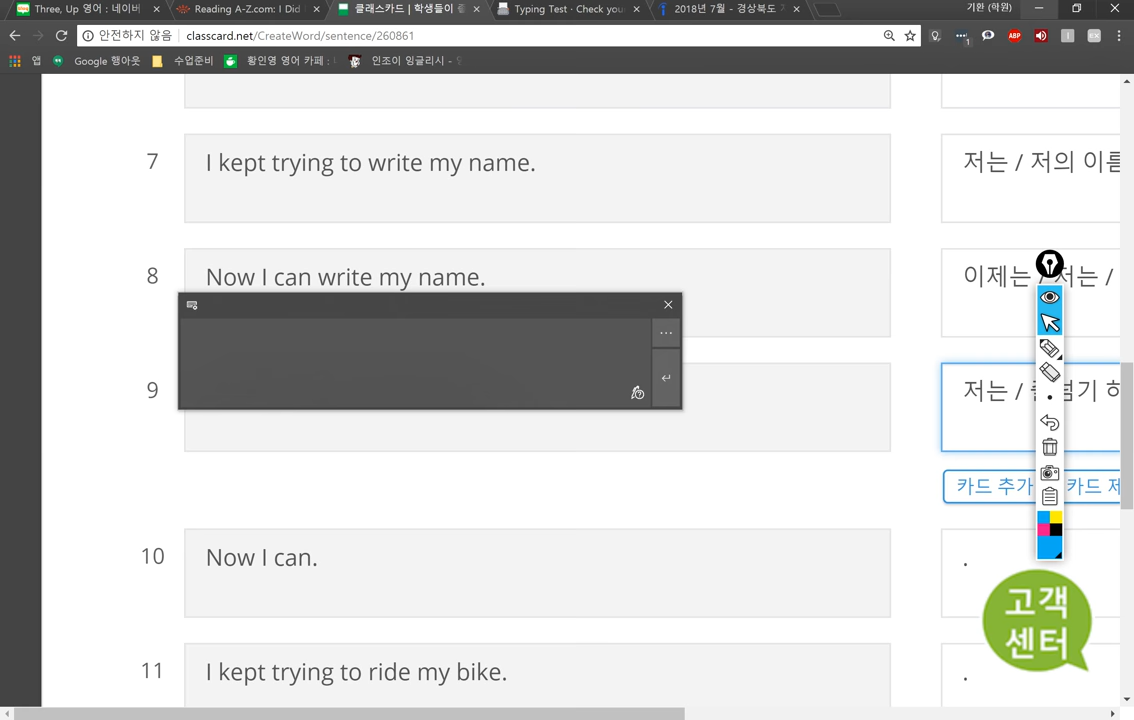 Three, Up 영어 : 네이버
Reading A-Z.com: I Did
클래스카드 | 학생들이
Typing Test · Check you
2018년 7월 - 경상북도
기환 (학원)
안전하지 않음 classcard.net/CreateWord/sentence/260861
1
ABP
앱 Google 행아웃 수업준비 황인영 영어 카페 : 인조이 잉글리시 -
7 I kept trying to write my name. 저는 / 저의 이름
8 Now I can write my name. 이제는 / 저는 /
9 저는 /
카드 추가 카드 제
10 Now I can. .
고객
센터
11 I kept trying to ride my bike. .